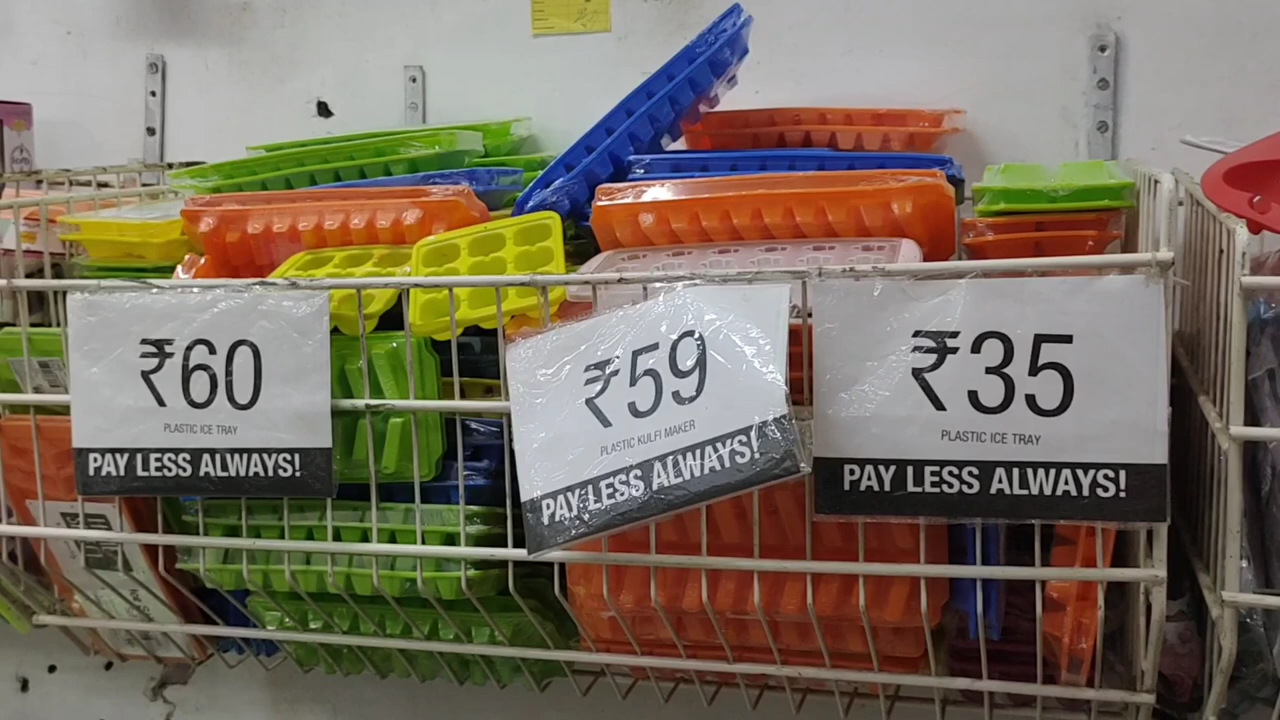 ₹60
PLASTIC ICE TRAY
PAY LESS ALWAYS!
₹59
PLASTIC KULFI MAKER
PAY LESS ALWAYS!
₹35
PLASTIC ICE TRAY
PAY LESS ALWAYS!